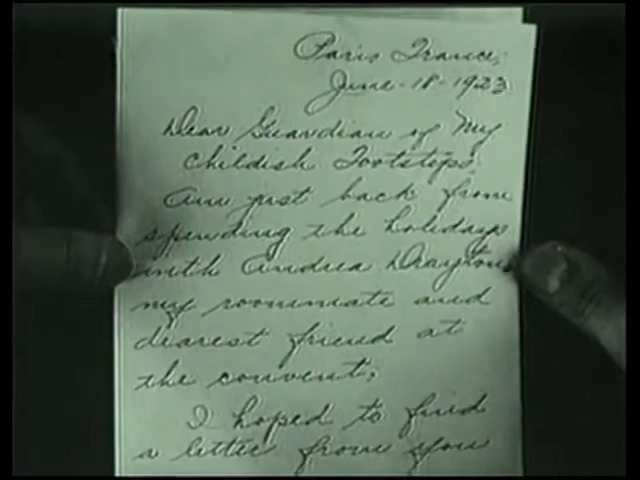 Paris France,
June-18-1923
Dear Guardian of My
Childish Footsteps,
Am just back from
spending the holidays
with Andrea Drayton,
my roommate and
dearest friend at
the convent;
I hoped to find
a letter from you